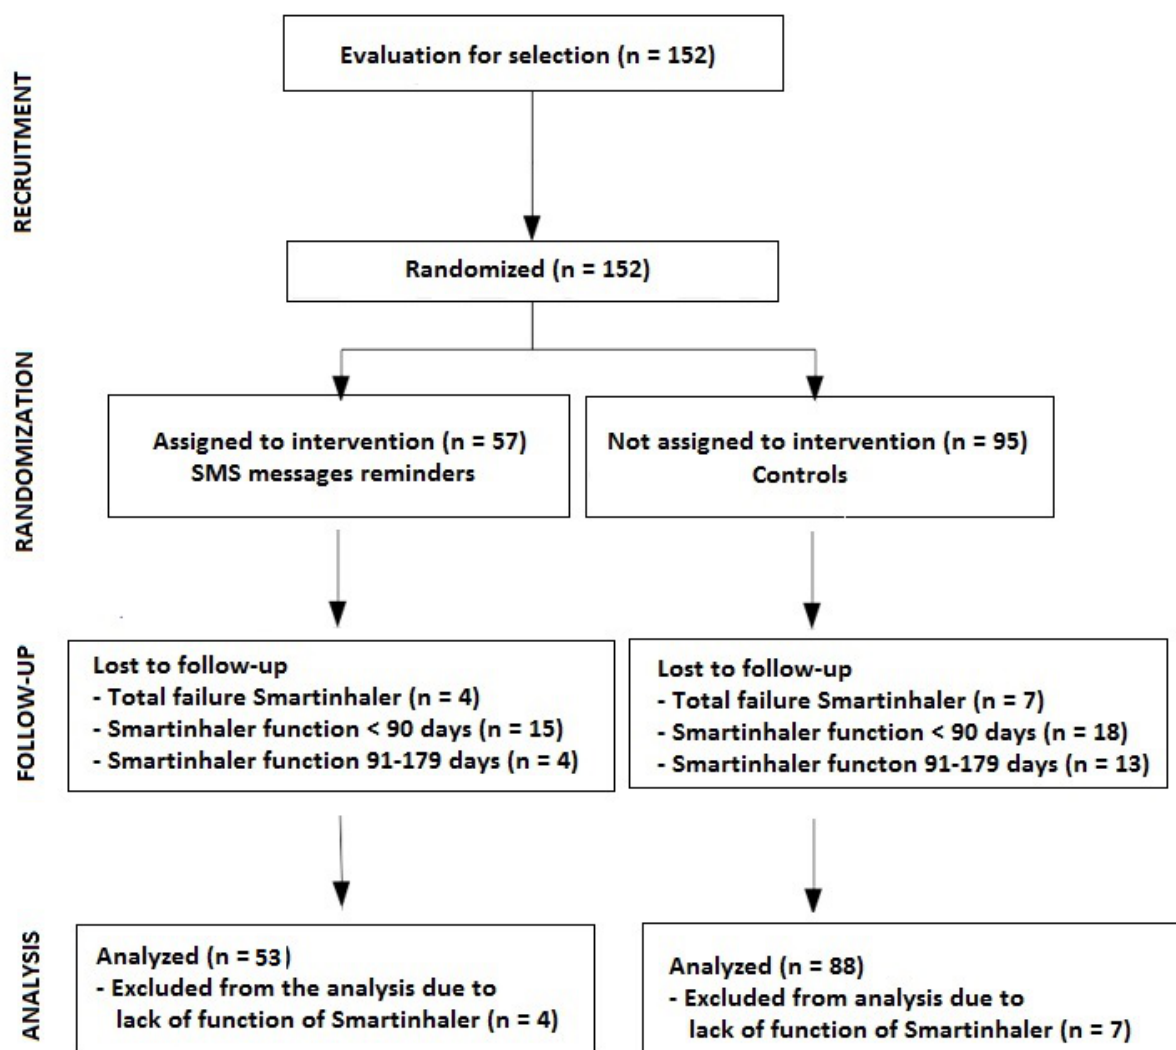 RECRUITMENT
Evaluation for selection (n = 152)
Randomized (n = 152)
RANDOMIZATION
Assigned to intervention (n = 57)
SMS messages reminders
Not assigned to intervention (n = 95)
Controls
FOLLOW-UP
Lost to follow-up
- Total failure Smartinhaler (n = 4)
- Smartinhaler function < 90 days (n = 15)
- Smartinhaler function 91-179 days (n = 4)
Lost to follow-up
- Total failure Smartinhaler (n = 7)
- Smartinhaler function < 90 days (n = 18)
- Smartinhaler functon 91-179 days (n = 13)
ANALYSIS
Analyzed (n = 53)
- Excluded from the analysis due to
lack of function of Smartinhaler (n = 4)
Analyzed (n = 88)
- Excluded from analysis due to
lack of function of Smartinhaler (n = 7)